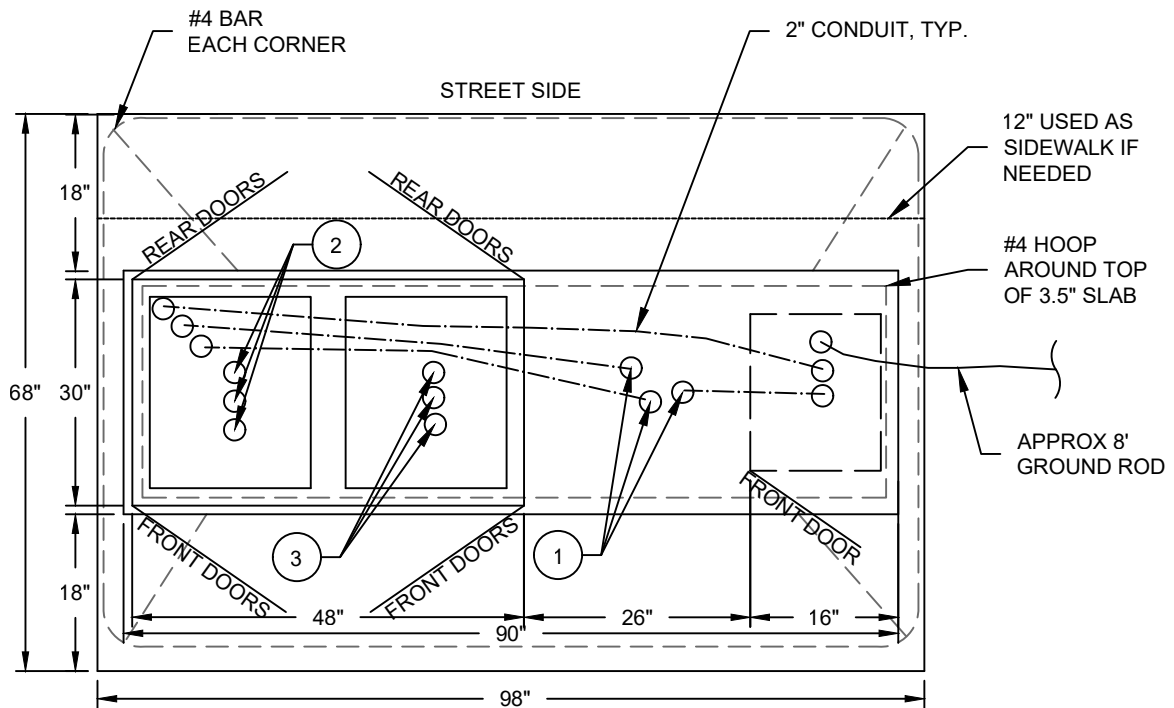 #4 BAR
EACH CORNER
2" CONDUIT, TYP.
STREET SIDE
12" USED AS
SIDEWALK IF
NEEDED
18"
REAR DOORS
REAR DOORS
2
#4 HOOP
AROUND TOP
OF 3.5" SLAB
68"
30"
APPROX 8'
GROUND ROD
FRONT DOORS
3
FRONT DOORS
1
FRONT DOOR
18"
48"
26"
16"
90"
98"